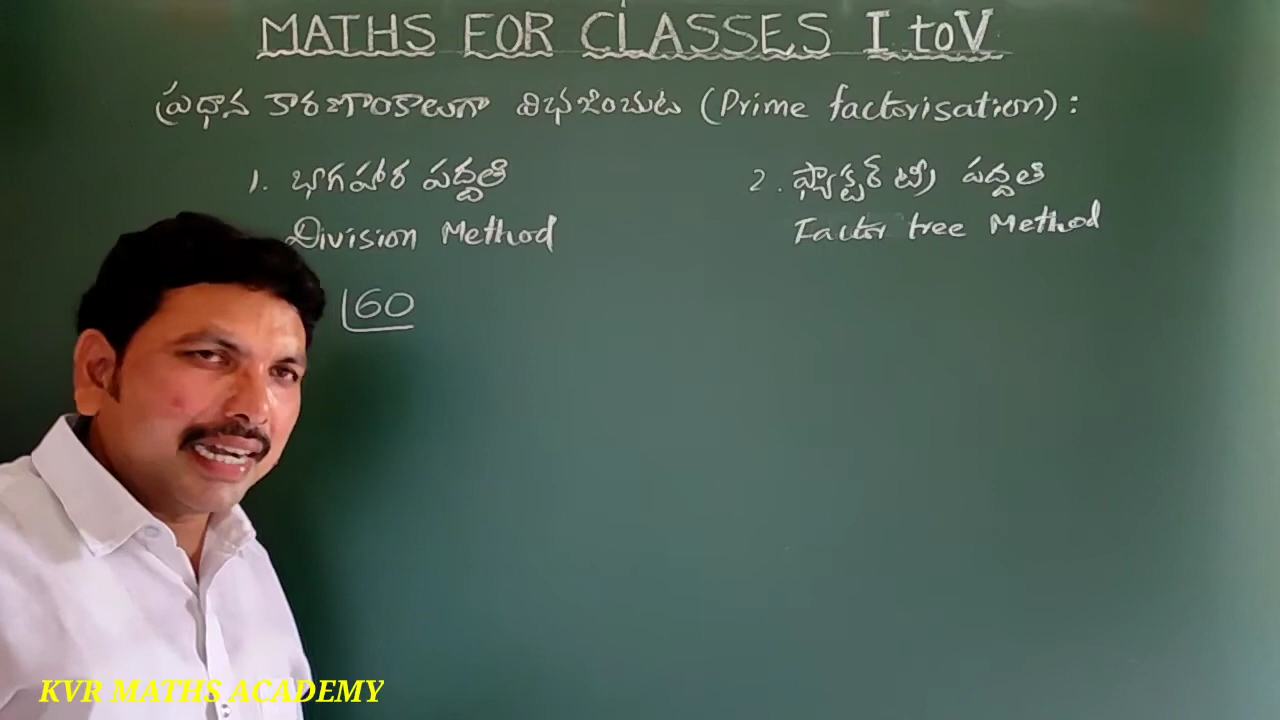 MATHS FOR CLASSES I to V
ప్రధాన కారణాంకాలుగా విభజించుట (Prime factorisation) :
1. భాగహార పద్ధతి
Division Method
2. ఫ్యాక్టర్ ట్రీ పద్ధతి
Factor tree Method
60
KVR MATHS ACADEMY